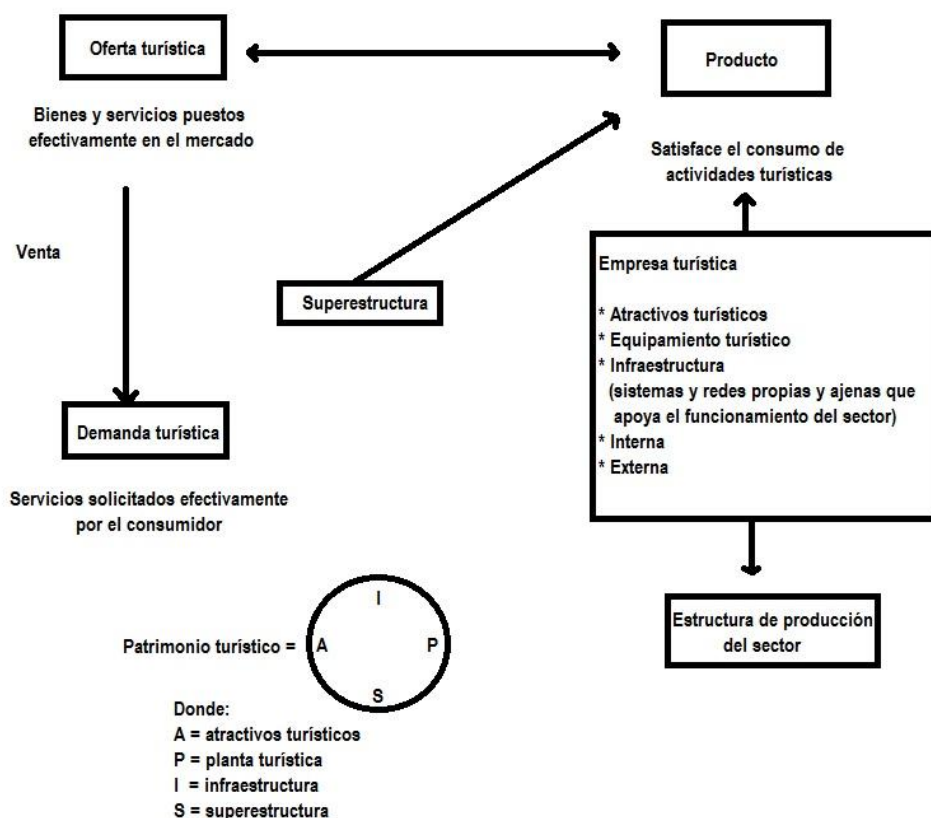 Oferta turística
Producto
Bienes y servicios puestos
efectivamente en el mercado
Satisface el consumo de
actividades turísticas
Venta
Superestructura
Empresa turística
* Atractivos turísticos
* Equipamiento turístico
* Infraestructura
(sistemas y redes propias y ajenas que
apoya el funcionamiento del sector)
* Interna
* Externa
Demanda turística
Servicios solicitados efectivamente
por el consumidor
Estructura de producción
del sector
I
Patrimonio turístico = A P
S
Donde:
A = atractivos turísticos
P = planta turística
I = infraestructura
S = superestructura